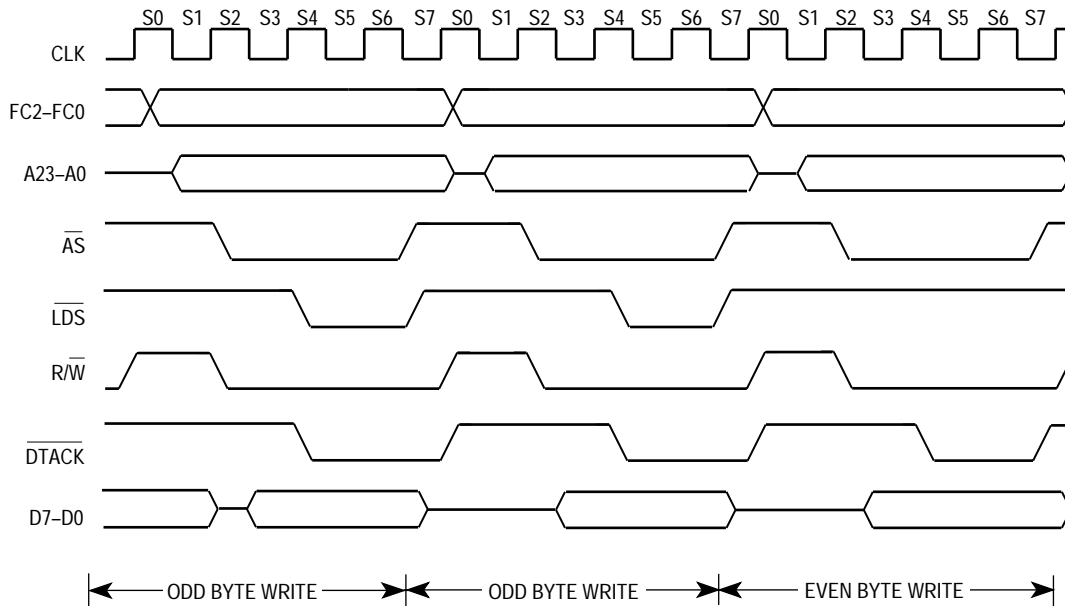 S0 S1 S2 S3 S4 S5 S6 S7 S0 S1 S2 S3 S4 S5 S6 S7 S0 S1 S2 S3 S4 S5 S6 S7
CLK
FC2–FC0
A23–A0
AS
LDS
R/W
DTACK
D7–D0
ODD BYTE WRITE ODD BYTE WRITE EVEN BYTE WRITE